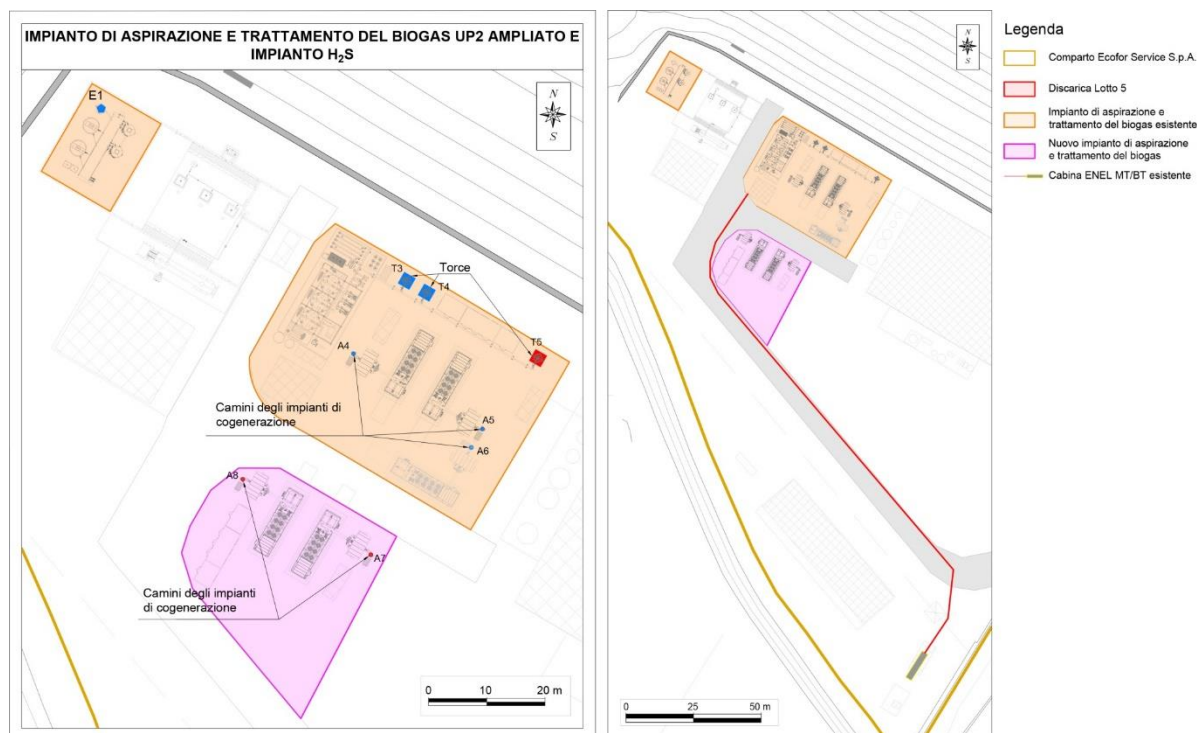 IMPIANTO DI ASPIRAZIONE E TRATTAMENTO DEL BIOGAS UP2 AMPLIATO E
IMPIANTO H₂S
N
S
E1
T3
Torce
T4
T5
A4
Camini degli impianti di
cogenerazione
A5
A6
A8
A7
Camini degli impianti
di cogenerazione
0 10 20 m
N
S
0 25 50 m
Legenda
Comparto Ecofor Service S.p.A.
Discarica Lotto 5
Impianto di aspirazione e
trattamento del biogas esistente
Nuovo impianto di aspirazione
e trattamento del biogas
Cabina ENEL MT/BT esistente